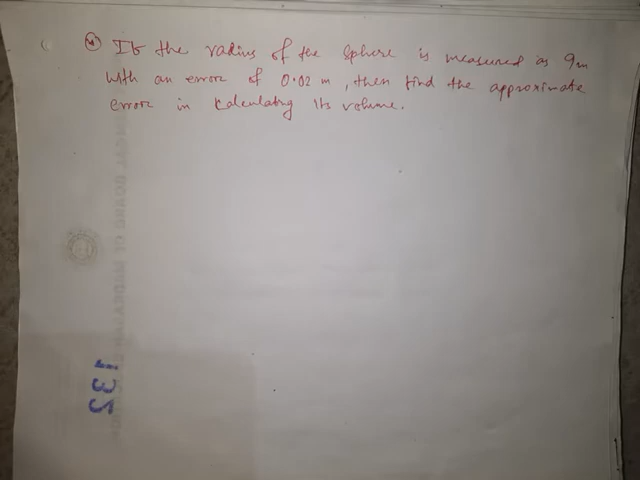 If the radius of the sphere is measured as 9m
with an error of 0.02 m, then find the approximate
error in calculating its volume.
132